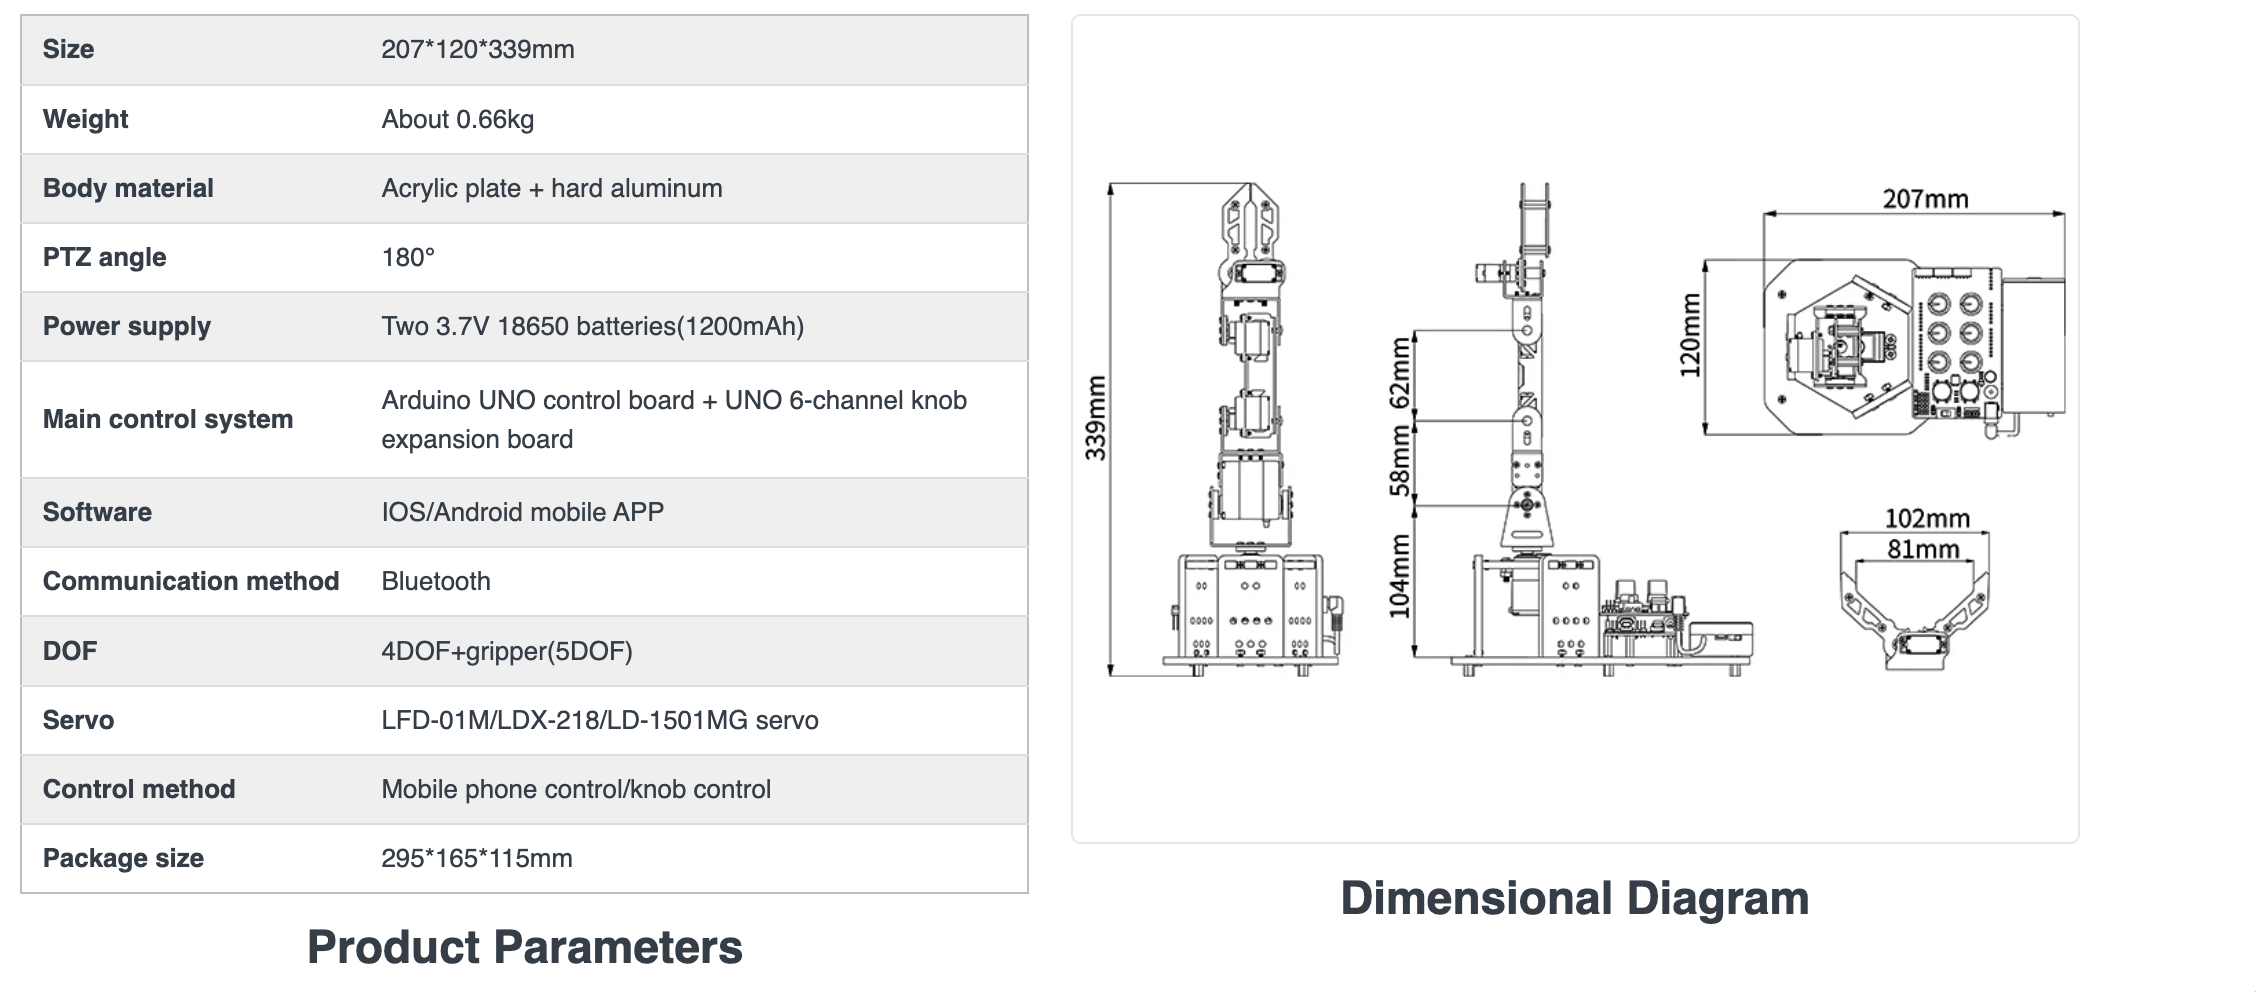 Size 207*120*339mm
Weight About 0.66kg
Body material Acrylic plate + hard aluminum
PTZ angle 180°
Power supply Two 3.7V 18650 batteries(1200mAh)
Main control system Arduino UNO control board + UNO 6-channel knob
expansion board
Software IOS/Android mobile APP
Communication method Bluetooth
DOF 4DOF+gripper(5DOF)
Servo LFD-01M/LDX-218/LD-1501MG servo
Control method Mobile phone control/knob control
Package size 295*165*115mm
Product Parameters
339mm
62mm
58mm
104mm
207mm
120mm
102mm
81mm
Dimensional Diagram